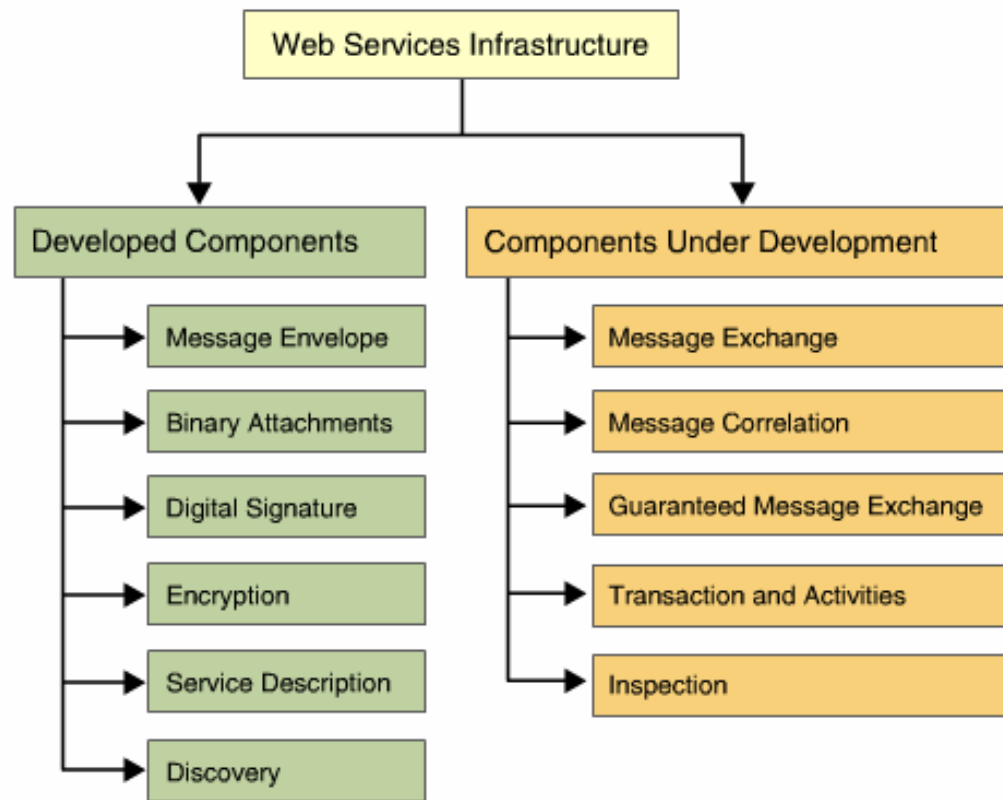 Web Services Infrastructure
Developed Components
Message Envelope
Binary Attachments
Digital Signature
Encryption
Service Description
Discovery
Components Under Development
Message Exchange
Message Correlation
Guaranteed Message Exchange
Transaction and Activities
Inspection